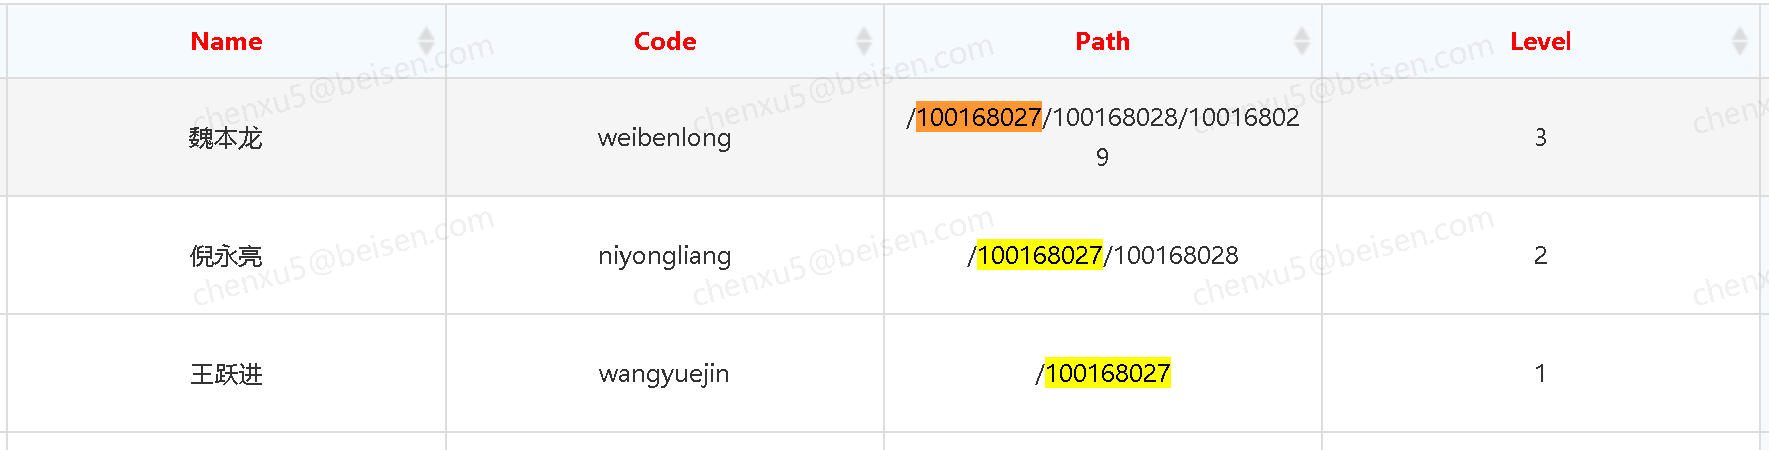 Name Code Path Level
魏本龙 weibenlong /100168027/100168028/10016802 3
9
倪永亮 niyongliang /100168027/100168028 2
王跃进 wangyuejin /100168027 1
chenxu5@beisen.com chenxu5@beisen.com chenxu5@beisen.com chenx
chenxu5@beisen.com chenxu5@beisen.com chenxu5@beisen.com chenx